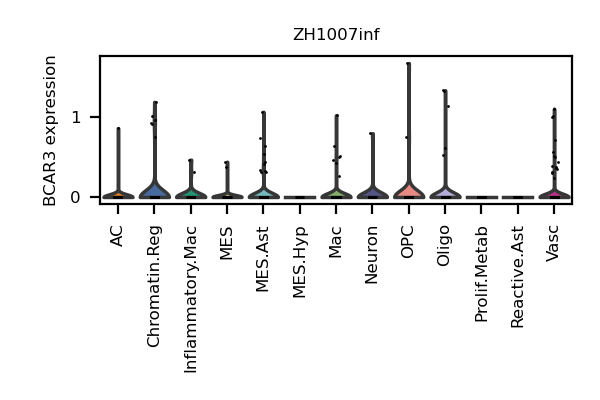 ZH1007inf
BCAR3 expression
1
0
AC
Chromatin.Reg
Inflammatory.Mac
MES
MES.Ast
MES.Hyp
Mac
Neuron
OPC
Oligo
Prolif.Metab
Reactive.Ast
Vasc